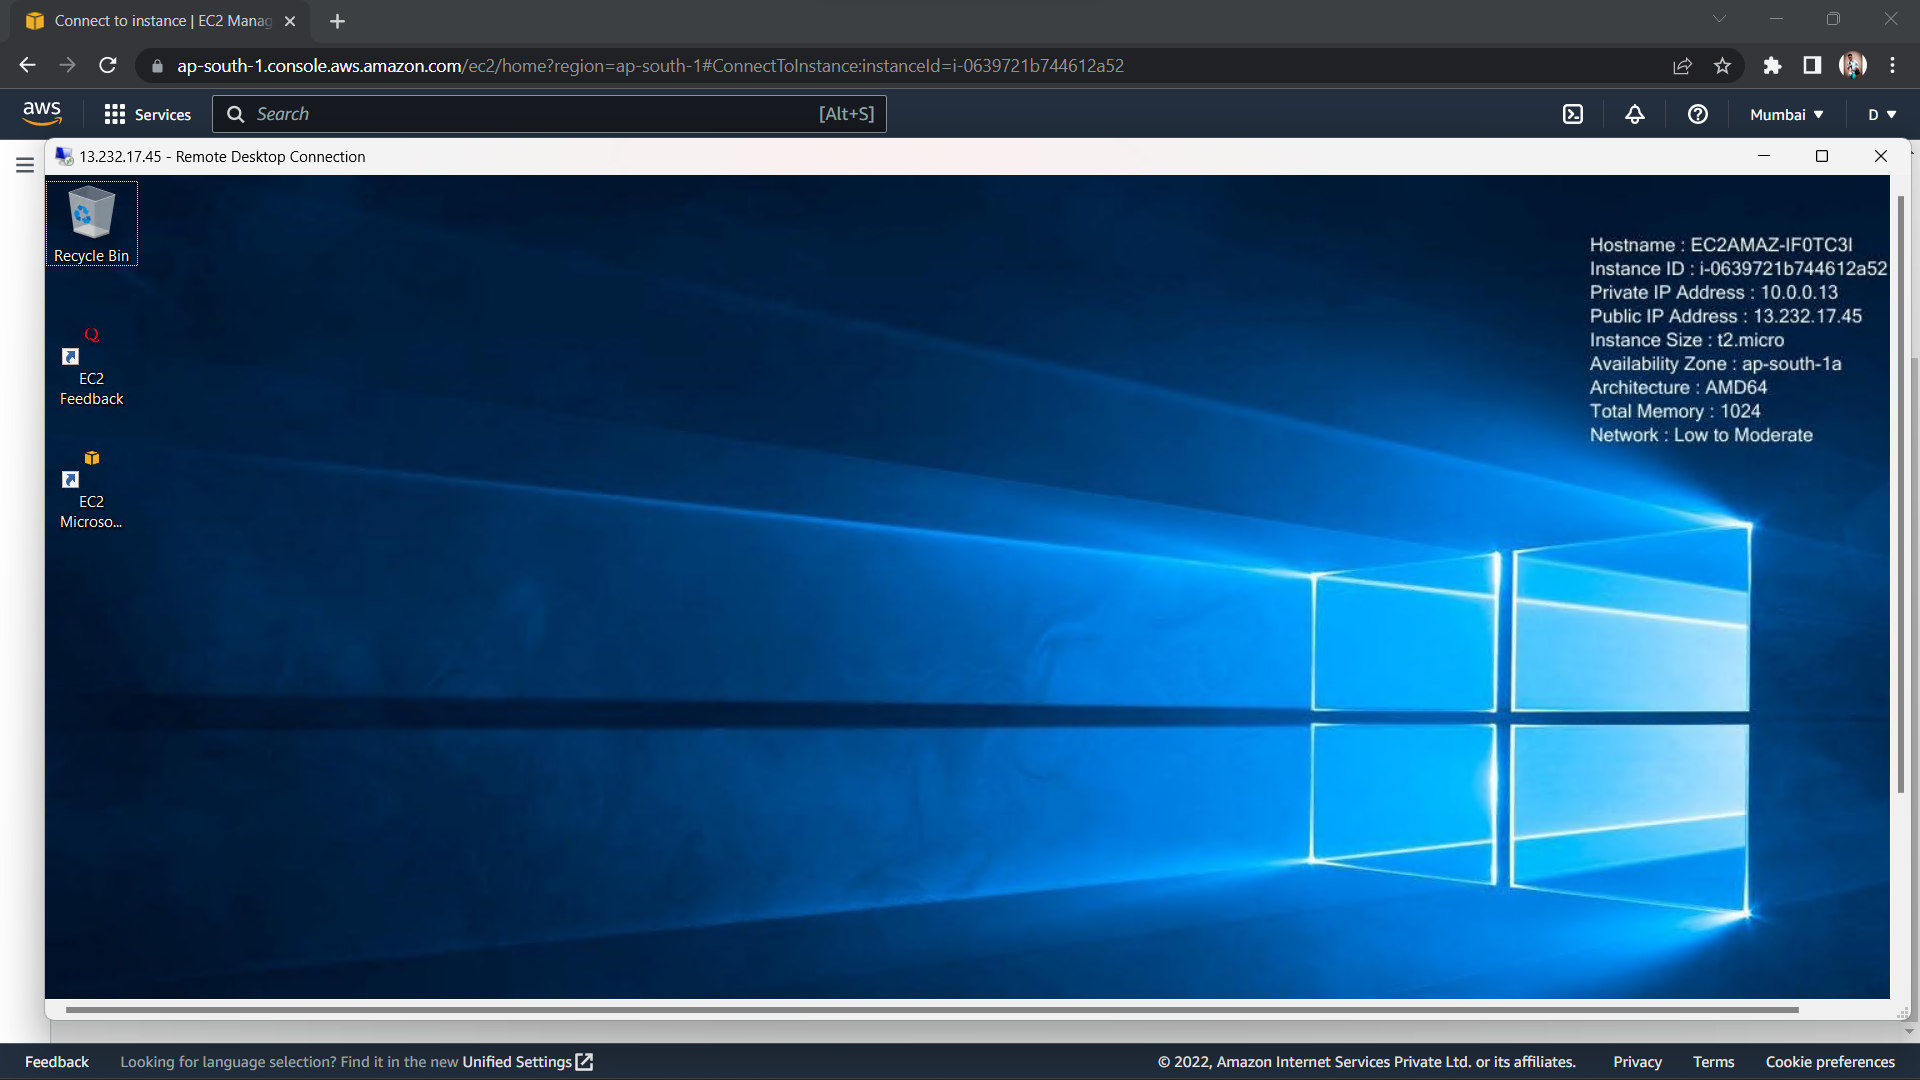 Connect to instance | EC2 Manag
ap-south-1.console.aws.amazon.com/ec2/home?region=ap-south-1#ConnectToInstance:instanceId=i-0639721b744612a52
aws Services Search [Alt+S] Mumbai D
13.232.17.45 - Remote Desktop Connection
Recycle Bin
Q
EC2
Feedback
EC2
Microso...
Hostname : EC2AMAZ-IF0TC3I
Instance ID : i-0639721b744612a52
Private IP Address : 10.0.0.13
Public IP Address : 13.232.17.45
Instance Size : t2.micro
Availability Zone : ap-south-1a
Architecture : AMD64
Total Memory : 1024
Network : Low to Moderate
Feedback Looking for language selection? Find it in the new Unified Settings © 2022, Amazon Internet Services Private Ltd. or its affiliates. Privacy Terms Cookie preferences